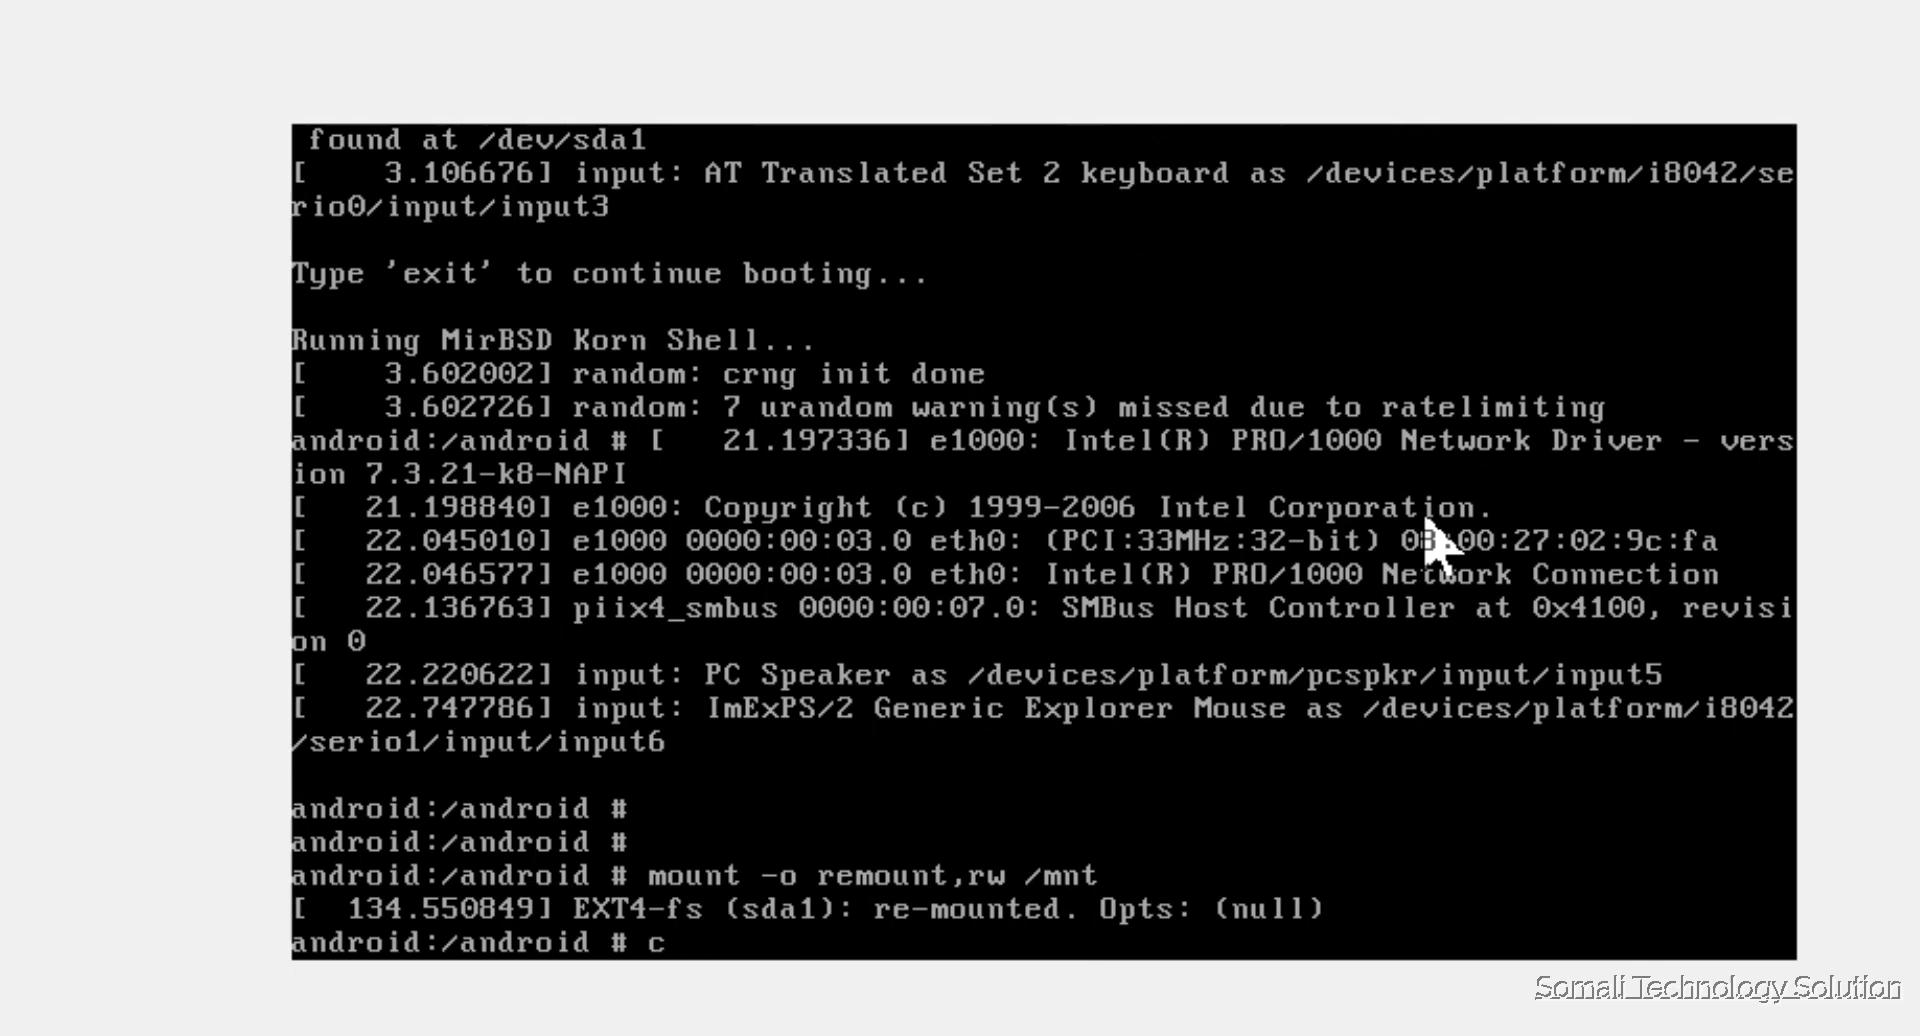 found at /dev/sda1
[    3.106676] input: AT Translated Set 2 keyboard as /devices/platform/i8042/se
rio0/input/input3
Type 'exit' to continue booting...
Running MirBSD Korn Shell...
[    3.602002] random: crng init done
[    3.602726] random: 7 urandom warning(s) missed due to ratelimiting
android:/android # [   21.197336] e1000: Intel(R) PRO/1000 Network Driver - vers
ion 7.3.21-k8-NAPI
[   21.198840] e1000: Copyright (c) 1999-2006 Intel Corporation.
[   22.045010] e1000 0000:00:03.0 eth0: (PCI:33MHz:32-bit) 08:00:27:02:9c:fa
[   22.046577] e1000 0000:00:03.0 eth0: Intel(R) PRO/1000 Network Connection
[   22.136763] piix4_smbus 0000:00:07.0: SMBus Host Controller at 0x4100, revisi
on 0
[   22.220622] input: PC Speaker as /devices/platform/pcspkr/input/input5
[   22.747786] input: ImExPS/2 Generic Explorer Mouse as /devices/platform/i8042
/serio1/input/input6
android:/android #
android:/android #
android:/android # mount -o remount,rw /mnt
[  134.550849] EXT4-fs (sda1): re-mounted. Opts: (null)
android:/android # c
Somali Technology Solution